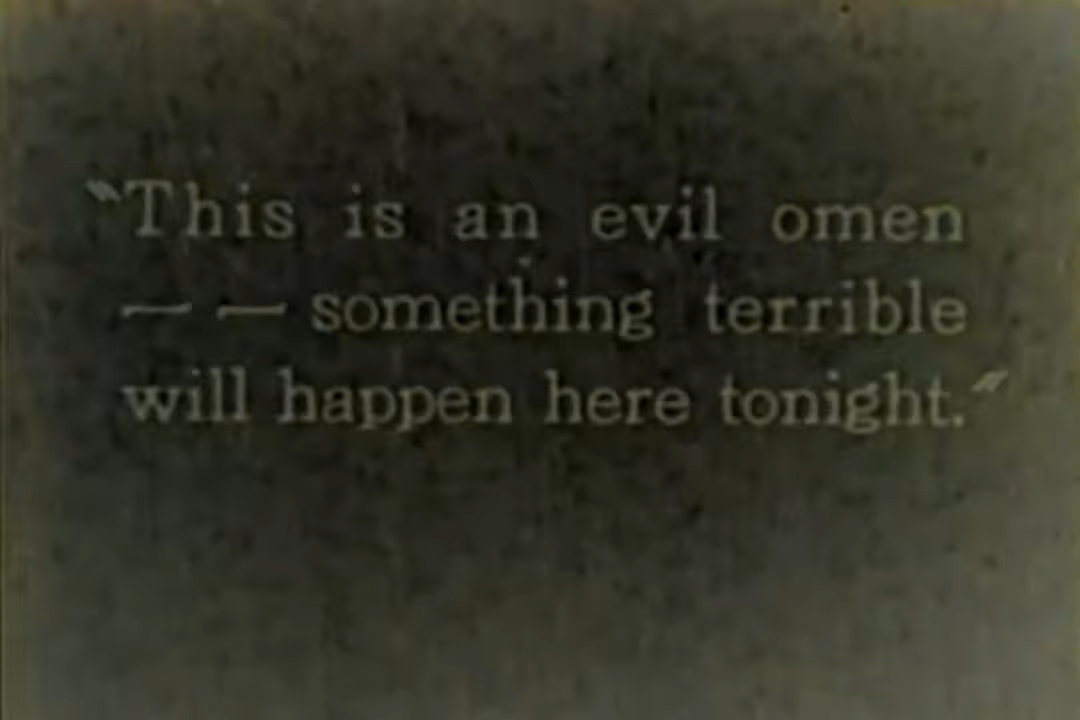 "This is an evil omen
— — something terrible
will happen here tonight."